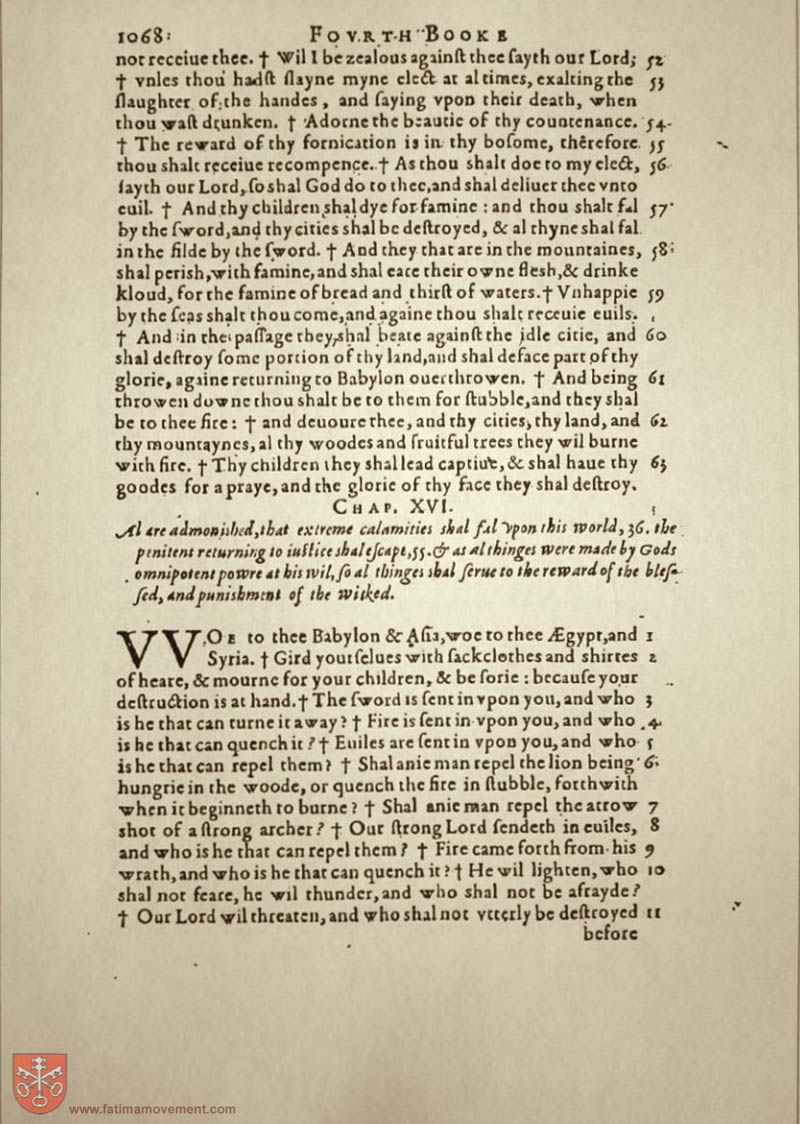 1068: FOVRTH BOOKE
not receiue thee. † Wil I be zealous againſt thee ſayth our Lord; 52
† vnles thou hadſt ſlayne myne elect at al times, exalting the 53
ſlaughter of the handes, and ſaying vpon their death, when
thou waſt drunken. † Adorne the beautie of thy countenance. 54.
† The reward of thy fornication is in thy boſome, therefore 55
thou shalt receiue recompence. † As thou shalt doe to my elect, 56.
ſayth our Lord, ſo shal God do to thee, and shal deliuer thee vnto
euil. † And thy children shal dye for famine : and thou shalt fal 57
by the ſword, and thy cities shal be deſtroyed, & al thyne shal fal
in the filde by the ſword. † And they that are in the mountaines, 58:
shal perish, with famine, and shal eate their owne flesh, & drinke
kloud, for the famine of bread and thirſt of waters. † Vnhappie 59
by the ſeas shalt thou come, and againe thou shalt receuie euils.
† And in the paſſage they shal beate againſt the idle citie, and 60
shal deſtroy ſome portion of thy land, and shal deface part of thy
glorie, againe returning to Babylon ouerthrowen. † And being 61
throwen downe thou shalt be to them for ſtubble, and they shal
be to thee fire : † and deuoure thee, and thy cities, thy land, and 62
thy mountaynes, al thy woodes and fruitful trees they wil burne
with fire. † Thy children they shal lead captiue, & shal haue thy 63
goodes for a praye, and the glorie of thy face they shal deſtroy.
CHAP. XVI.
Al are admonished, that extreme calamities shal fal vpon this world, 36. the
penitent returning to iuſtice shal eſcape, 55. & as al thinges were made by Gods
omnipotent powre at his wil, ſo al thinges shal ſerue to the reward of the bleſ-
ſed, and punishment of the wicked.
VVOE to thee Babylon & Aſia, woe to thee Ægypt, and 1
Syria. † Gird yourſelues with ſackclothes and shirtes 2
of heare, & mourne for your children, & be ſorie : becauſe your
deſtruction is at hand. † The ſword is ſent in vpon you, and who 3
is he that can turne it away? † Fire is ſent in vpon you, and who 4.
is he that can quench it? † Euiles are ſent in vpon you, and who 5
is he that can repel them? † Shal anie man repel the lion being 6.
hungrie in the woode, or quench the fire in ſtubble, forthwith
when it beginneth to burne? † Shal anie man repel the arrow 7
shot of a ſtrong archer? † Our ſtrong Lord ſendeth in euiles, 8
and who is he that can repel them? † Fire came forth from his 9
wrath, and who is he that can quench it? † He wil lighten, who 10
shal not feare, he wil thunder, and who shal not be afrayde?
† Our Lord wil threaten, and who shal not vtterly be deſtroyed 11
before
www.fatimamovement.com